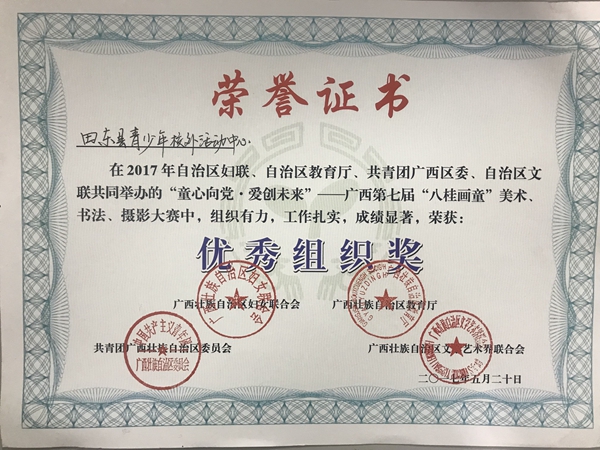 荣誉证书
田东县青少年校外活动中心:
在2017年自治区妇联、自治区教育厅、共青团广西区委、自治区文
联共同举办的“童心向党·爱创未来”——广西第七届“八桂画童”美术、
书法、摄影大赛中，组织有力，工作扎实，成绩显著，荣获：
优秀组织奖
广西壮族自治区妇女联合会 广西壮族自治区教育厅
共青团广西壮族自治区委员会 广西壮族自治区文学艺术界联合会
二〇一七年五月二十日